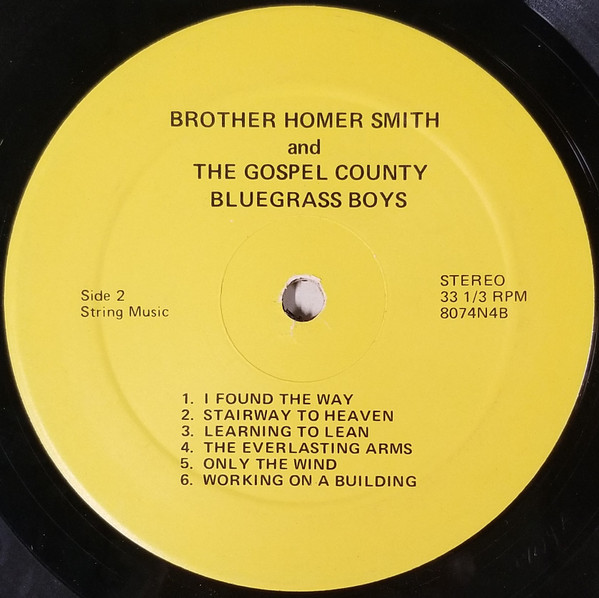 BROTHER HOMER SMITH
and
THE GOSPEL COUNTY
BLUEGRASS BOYS
Side 2
String Music
STEREO
33 1/3 RPM
8074N4B
1. I FOUND THE WAY
2. STAIRWAY TO HEAVEN
3. LEARNING TO LEAN
4. THE EVERLASTING ARMS
5. ONLY THE WIND
6. WORKING ON A BUILDING